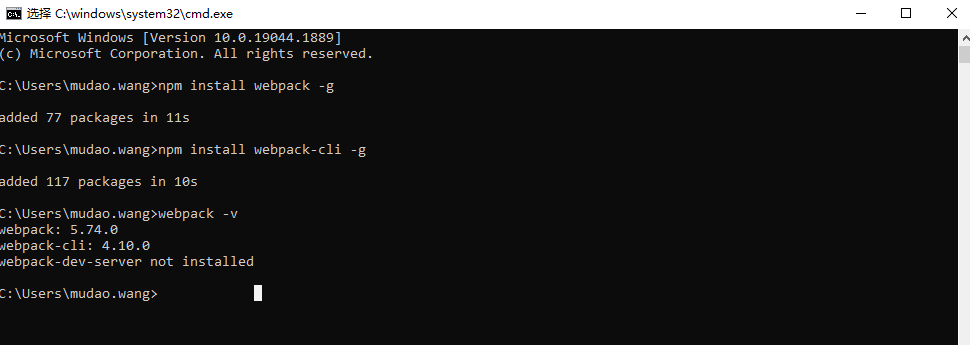 选择 C:\windows\system32\cmd.exe
Microsoft Windows [Version 10.0.19044.1889]
(c) Microsoft Corporation. All rights reserved.
C:\Users\mudao.wang>npm install webpack -g
added 77 packages in 11s
C:\Users\mudao.wang>npm install webpack-cli -g
added 117 packages in 10s
C:\Users\mudao.wang>webpack -v
webpack: 5.74.0
webpack-cli: 4.10.0
webpack-dev-server not installed
C:\Users\mudao.wang>